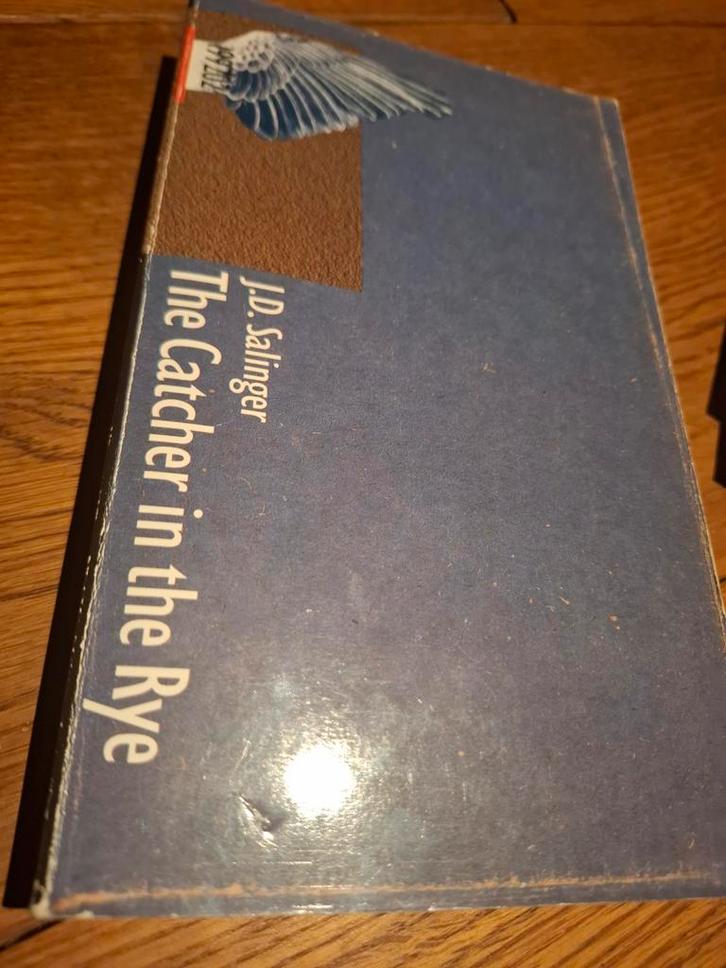 J.D. Salinger
The Catcher in the Rye